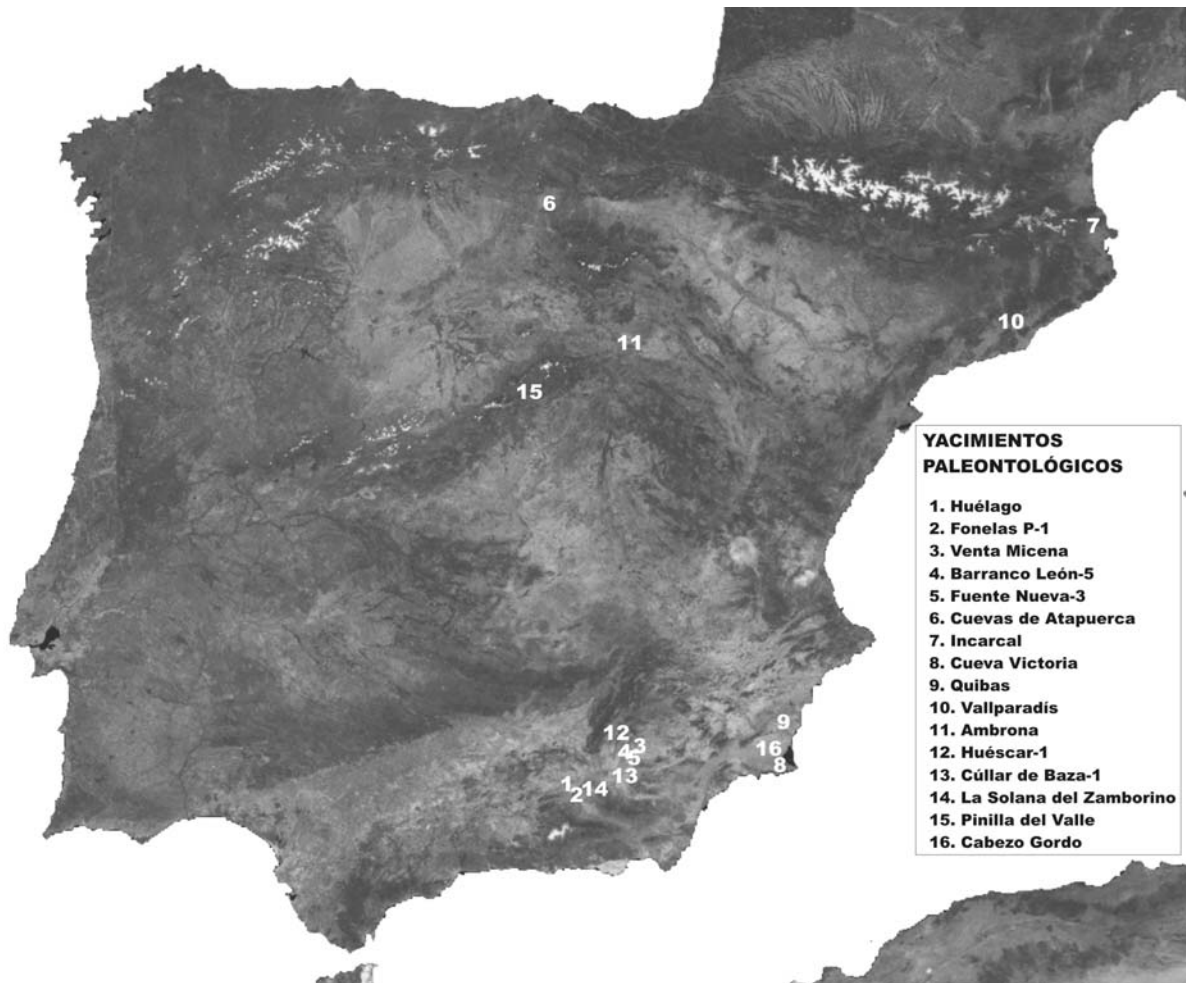 6
7
10
11
15
YACIMIENTOS
PALEONTOLÓGICOS
1. Huélago
2. Fonelas P-1
3. Venta Micena
4. Barranco León-5
5. Fuente Nueva-3
6. Cuevas de Atapuerca
7. Incarcal
8. Cueva Victoria
9. Quibas
10. Vallparadís
11. Ambrona
12. Huéscar-1
13. Cúllar de Baza-1
14. La Solana del Zamborino
15. Pinilla del Valle
16. Cabezo Gordo
9
12
3
16
4
5
8
13
1
14
2